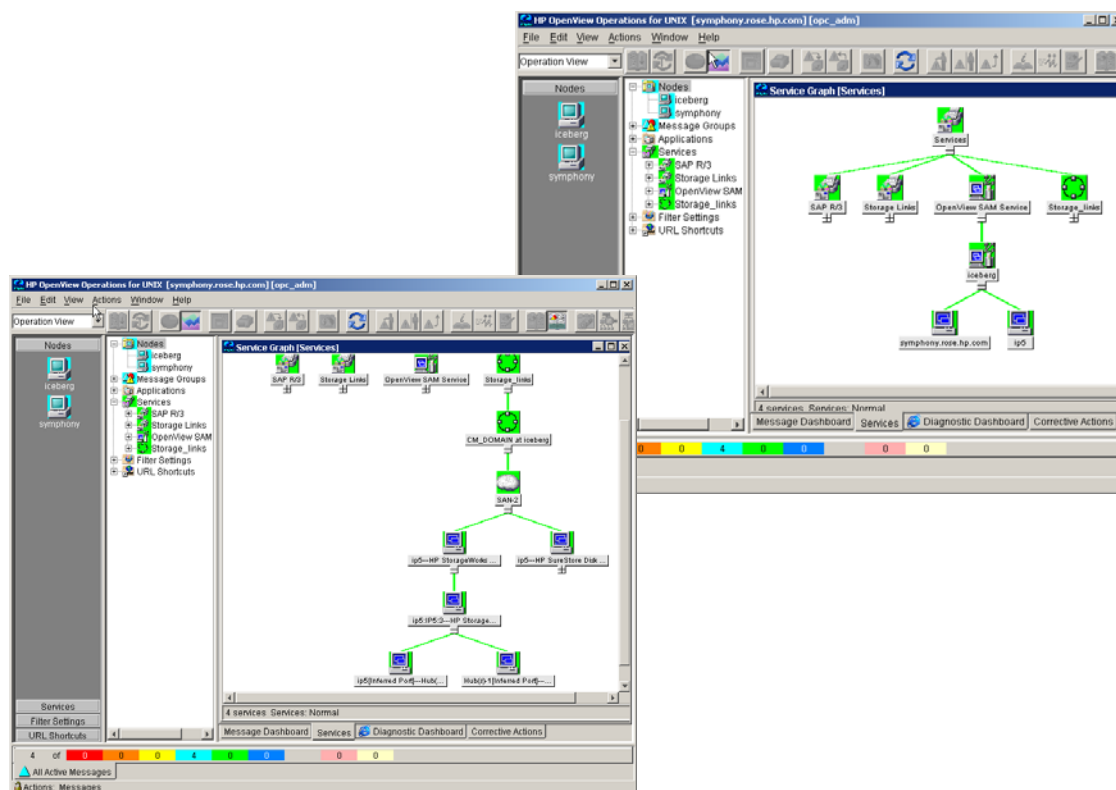 HP OpenView Operations for UNIX [symphony.rose.hp.com] [opc_adm]
File Edit View Actions Window Help
Operation View
Nodes
iceberg
symphony
Nodes
iceberg
symphony
Message Groups
Applications
Services
SAP R/3
Storage Links
OpenView SAM
Storage_links
Filter Settings
URL Shortcuts
Service Graph [Services]
Services
SAP R/3
Storage Links
OpenView SAM Service
Storage_links
iceberg
symphony.rose.hp.com
ip5
4 services Services: Normal
Message Dashboard Services Diagnostic Dashboard Corrective Actions
0 0 4 0 0 0 0
HP OpenView Operations for UNIX [symphony.rose.hp.com] [opc_adm]
File Edit View Actions Window Help
Operation View
Nodes
iceberg
symphony
Services
Filter Settings
URL Shortcuts
Nodes
iceberg
symphony
Message Groups
Applications
Services
SAP R/3
Storage Links
OpenView SAM
Storage_links
Filter Settings
URL Shortcuts
Service Graph [Services]
SAP R/3
Storage Links
OpenView SAM Service
Storage_links
CM_DOMAIN at iceberg
SAN-2
ip5---HP StorageWorks ...
ip5---HP SureStore Disk ...
ip5:IP5:3---HP Storage...
ip5[Inferred Port]---Hub(...
Hub(s)-1[Inferred Port]---...
4 services Services: Normal
Message Dashboard Services Diagnostic Dashboard Corrective Actions
4 of 0 0 0 4 0 0 0 0
All Active Messages
Actions: Messages